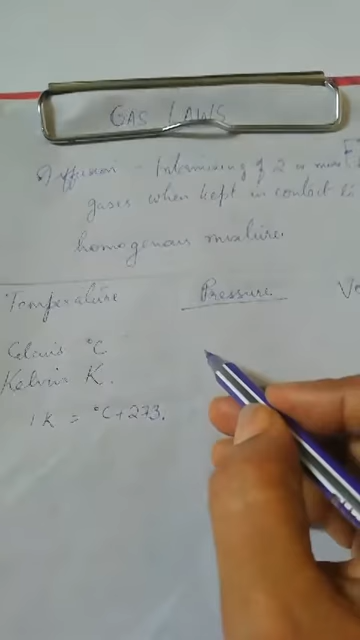 GAS LAWS
Diffusion - Intermixing of 2 or more
gases when kept in contact
homogenous mixture.
Temperature Pressure
Celsius °C
Kelvin K.
1K = °C+273.